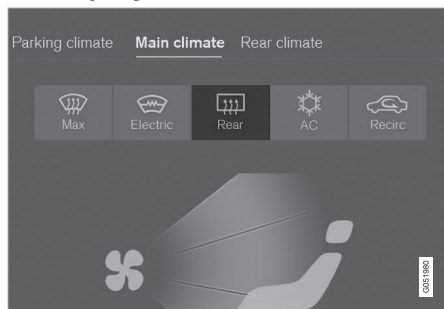 Parking climate Main climate Rear climate
Max Electric Rear AC Recirc
G051980